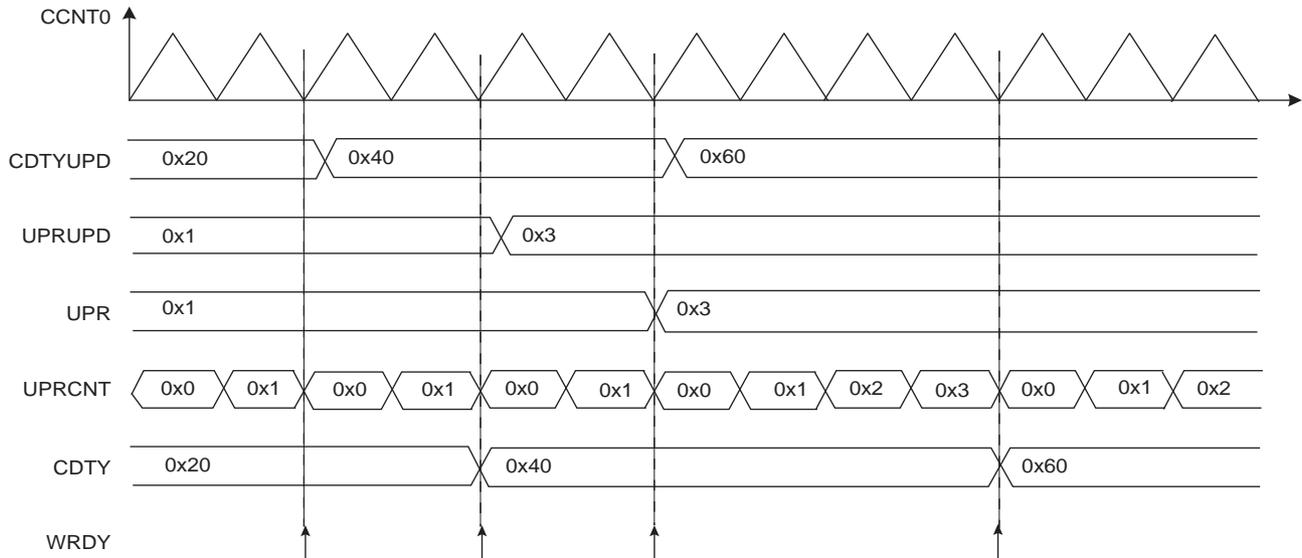 CCNT0
CDTYUPD 0x20 0x40 0x60
UPRUPD 0x1 0x3
UPR 0x1 0x3
UPRCNT 0x0 0x1 0x0 0x1 0x0 0x1 0x0 0x1 0x2 0x3 0x0 0x1 0x2
CDTY 0x20 0x40 0x60
WRDY